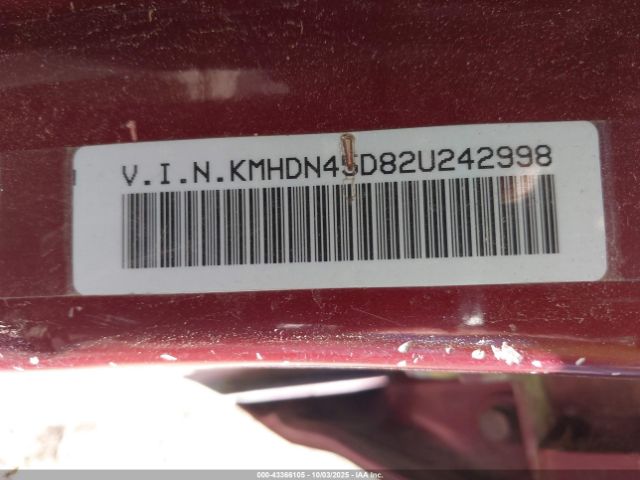 V.I.N.KMHDN45D82U242998
000-43366105 | 10/03/2025 | © IAA Inc.